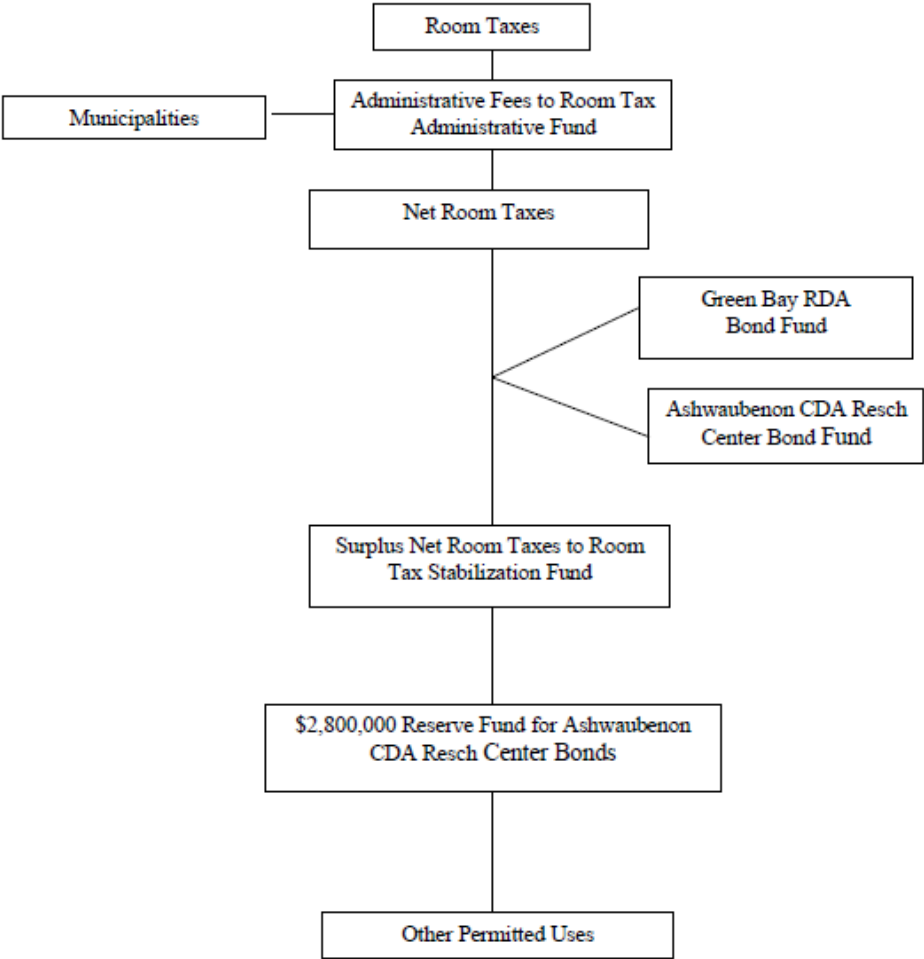 Room Taxes
Administrative Fees to Room Tax
Administrative Fund
Municipalities
Net Room Taxes
Green Bay RDA
Bond Fund
Ashwaubenon CDA Resch
Center Bond Fund
Surplus Net Room Taxes to Room
Tax Stabilization Fund
$2,800,000 Reserve Fund for Ashwaubenon
CDA Resch Center Bonds
Other Permitted Uses